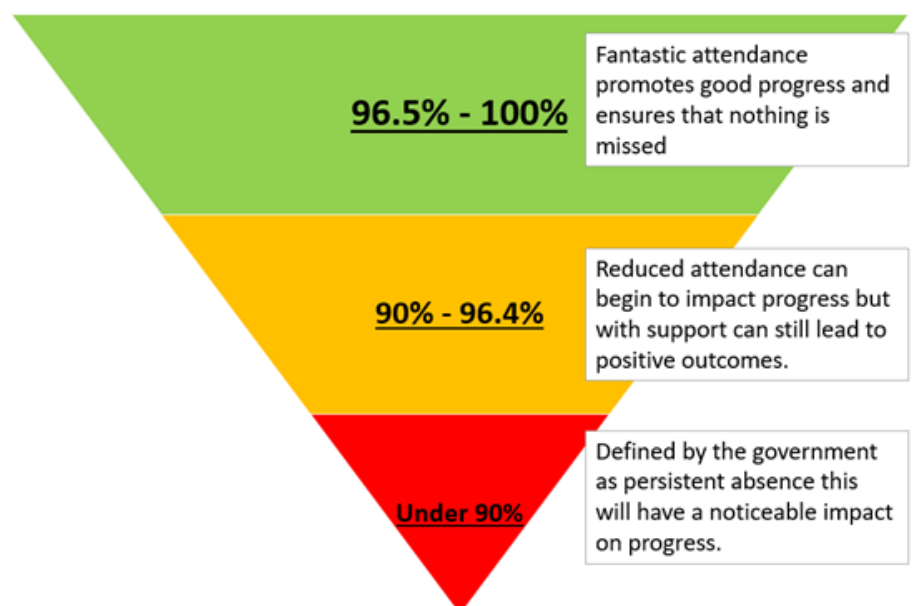 96.5% - 100%
Fantastic attendance
promotes good progress and
ensures that nothing is
missed
90% - 96.4%
Reduced attendance can
begin to impact progress but
with support can still lead to
positive outcomes.
Under 90%
Defined by the government
as persistent absence this
will have a noticeable impact
on progress.